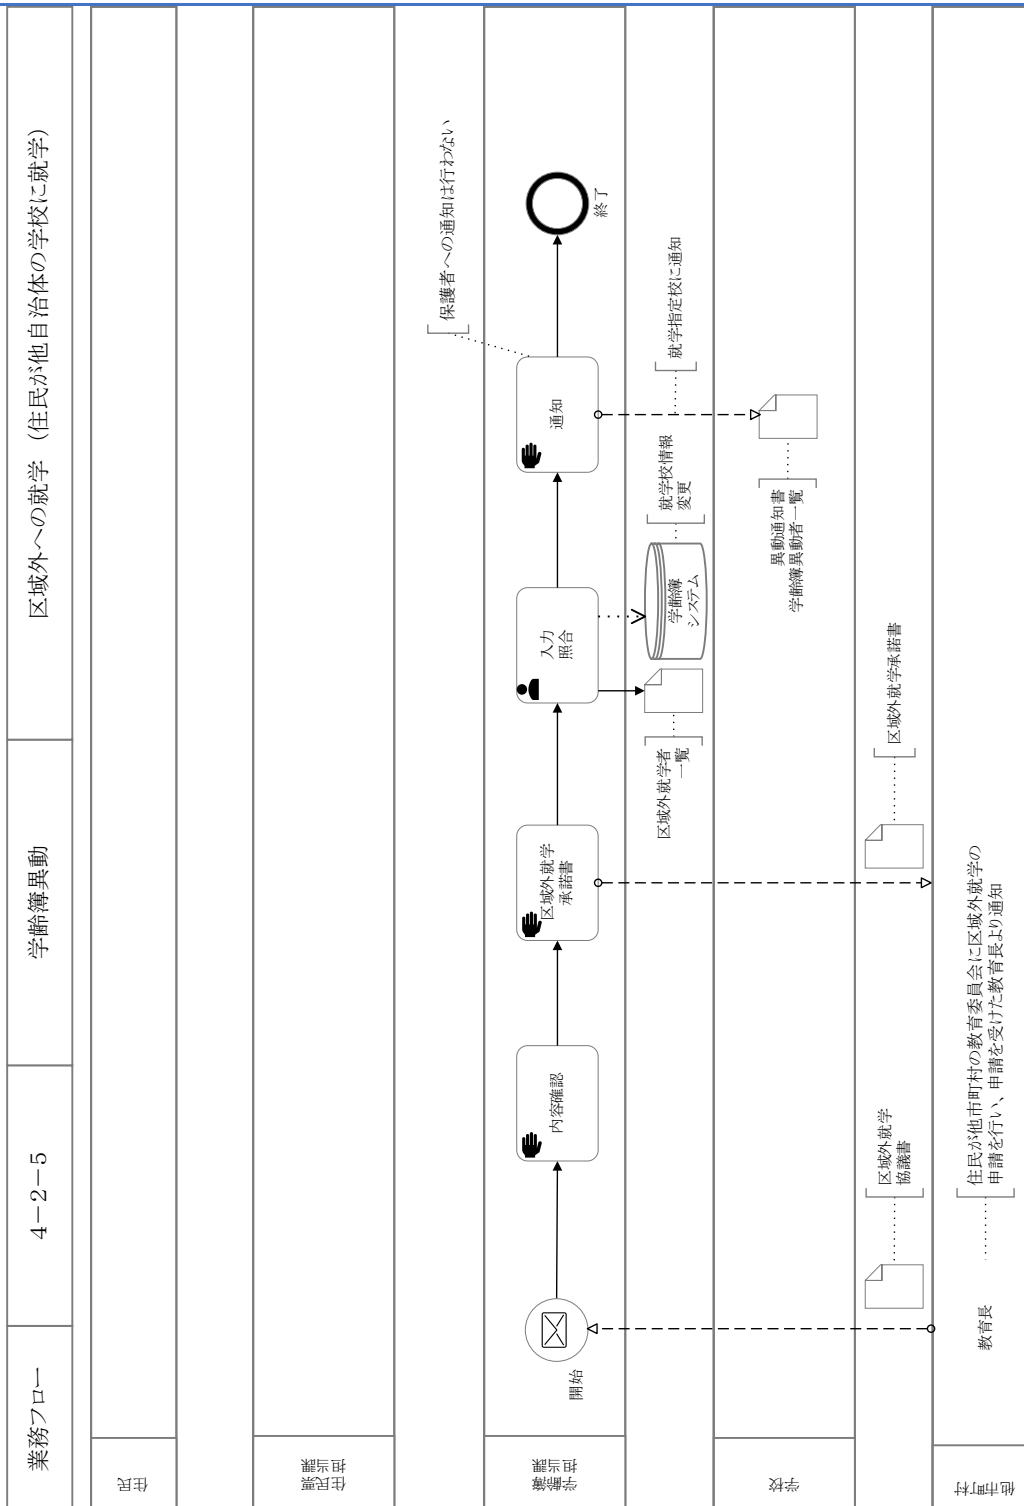 業務フロー
4－2－5
学齢簿異動
区域外への就学（住民が他自治体の学校に就学）
住民
住民票
担当課
学齢簿
担当課
学校
他市町村
開始
内容確認
区域外就学
承諾書
入力
照合
通知
終了
保護者への通知は行わない
区域外就学者
一覧
学齢簿
システム
就学校情報
変更
就学指定校に通知
異動通知書
学齢簿異動者一覧
区域外就学
協議書
区域外就学承諾書
教育長
住民が他市町村の教育委員会に区域外就学の
申請を行い、申請を受けた教育長より通知